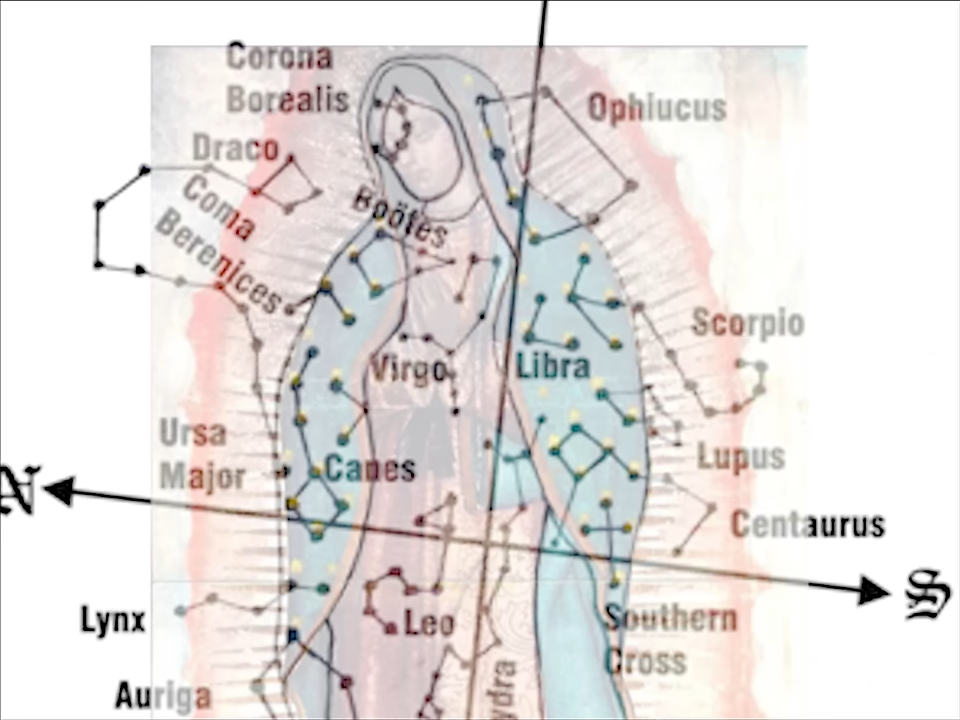 Corona
Borealis
Ophiucus
Draco
Coma
Berenices
Boötes
Scorpio
Virgo
Libra
Ursa
Major
Canes
Lupus
N
Centaurus
S
Lynx
Leo
Southern
Cross
Auriga